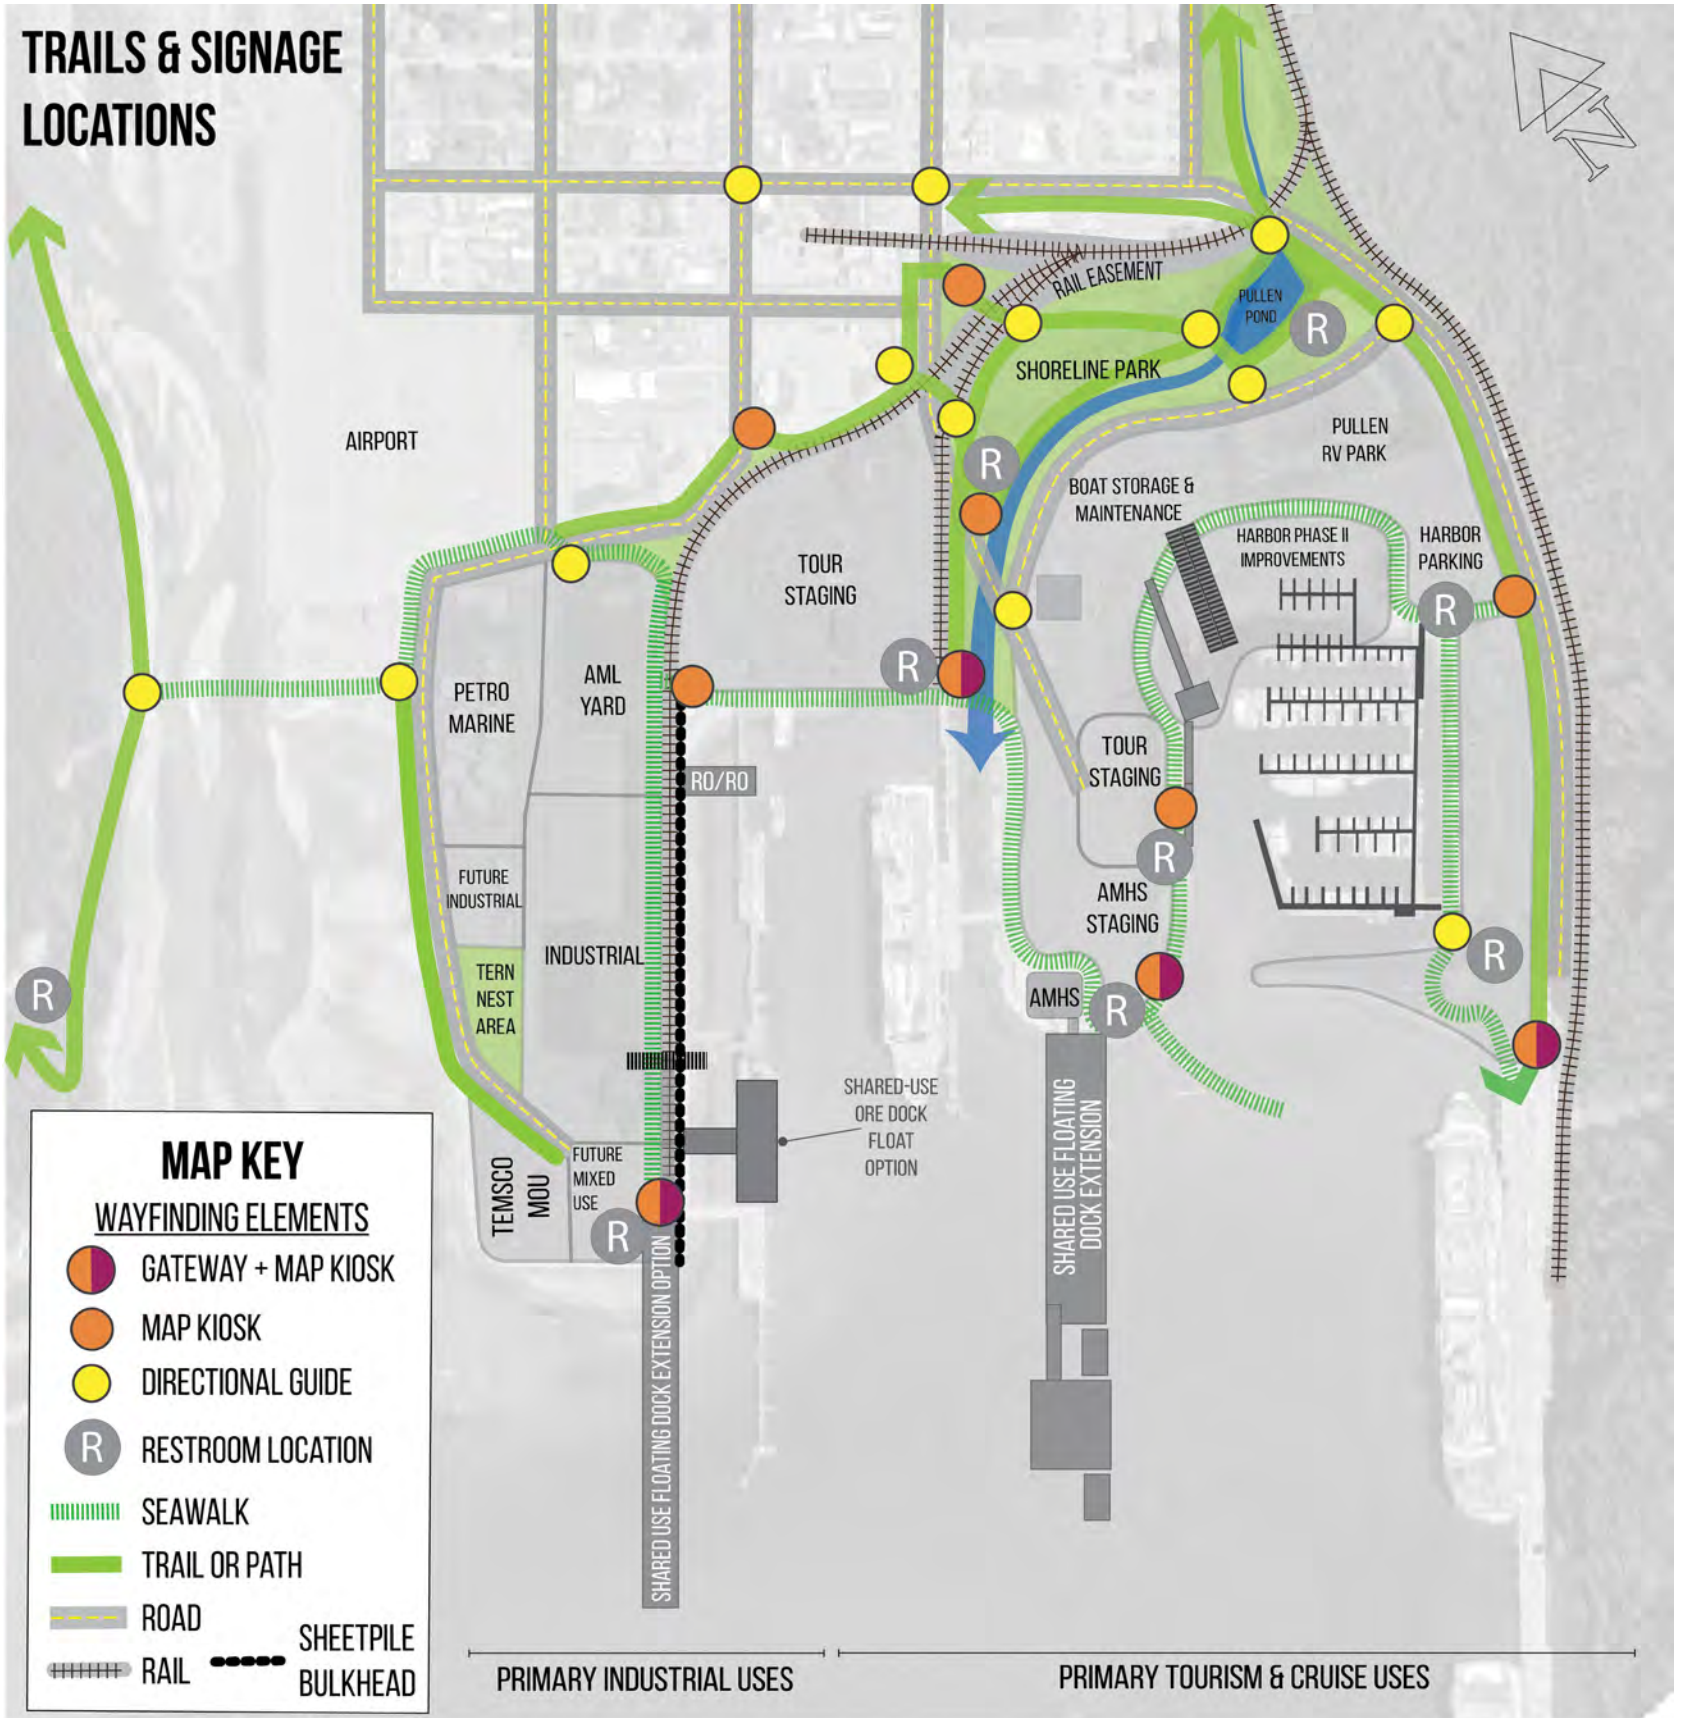 TRAILS & SIGNAGE
LOCATIONS
N
RAIL EASEMENT
PULLEN
POND
R
SHORELINE PARK
AIRPORT
PULLEN
RV PARK
R
BOAT STORAGE &
MAINTENANCE
HARBOR PHASE II
IMPROVEMENTS
HARBOR
PARKING
TOUR
STAGING
R
R
AML
YARD
PETRO
MARINE
TOUR
STAGING
RO/RO
R
FUTURE
INDUSTRIAL
AMHS
STAGING
INDUSTRIAL
R
TERN
NEST
AREA
R
AMHS
R
SHARED-USE
ORE DOCK
FLOAT
OPTION
SHARED USE FLOATING
DOCK EXTENSION
FUTURE
MIXED
USE
TEMSCO
MOU
R
SHARED USE FLOATING DOCK EXTENSION OPTION
MAP KEY
WAYFINDING ELEMENTS
GATEWAY + MAP KIOSK
MAP KIOSK
DIRECTIONAL GUIDE
R RESTROOM LOCATION
SEAWALK
TRAIL OR PATH
ROAD
RAIL
SHEETPILE
BULKHEAD
PRIMARY INDUSTRIAL USES
PRIMARY TOURISM & CRUISE USES